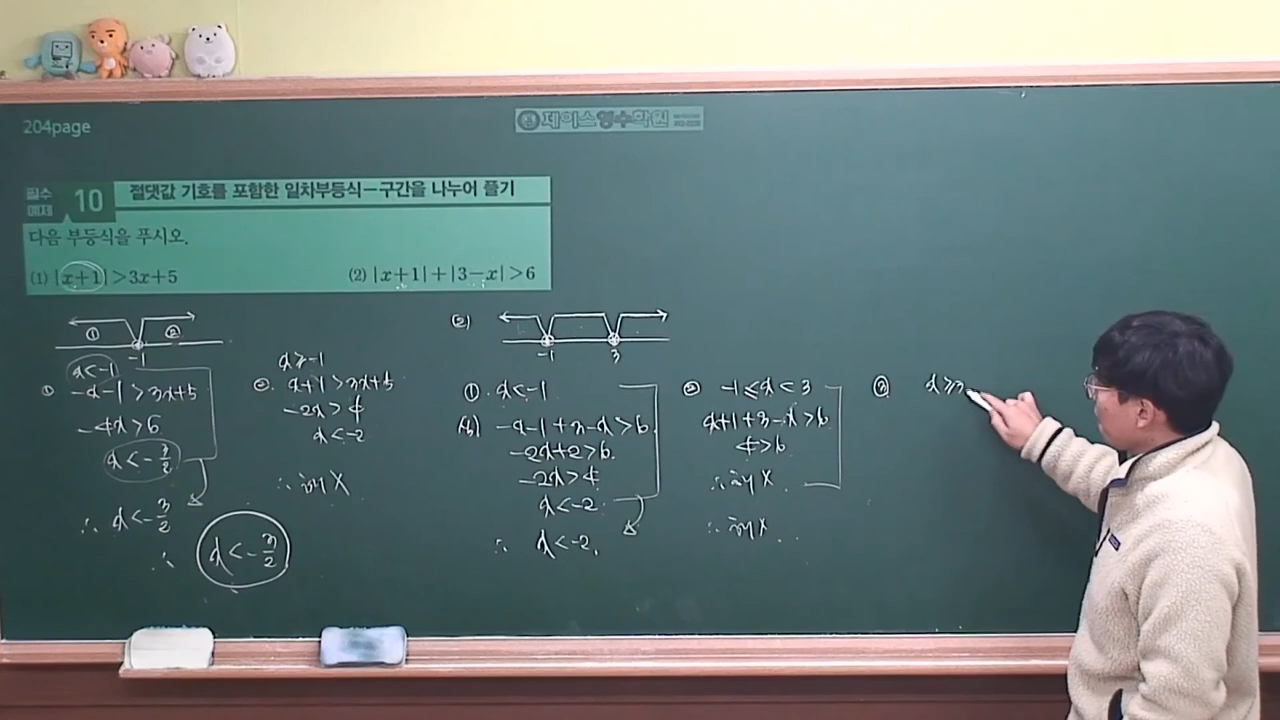 204page
제이스영수학원
필수 예제 10 절댓값 기호를 포함한 일차부등식-구간을 나누어 풀기
다음 부등식을 푸시오.
(1) |x+1|>3x+5
(2) |x+1|+|3-x|>6
① ②
-1
x<-1
① -x-1>3x+5
-4x>6
x<-3/2
∴ x<-3/2
x≥-1
② x+1>3x+5
-2x>4
x<-2
∴ 해 X
∴ x<-3/2
(2)
-1 3
① x<-1
-x-1+3-x>6
-2x+2>6
-2x>4
x<-2
∴ x<-2
② -1≤x<3
x+1+3-x>6
4>6
∴ 해 X
∴ 해 X
③ x≥3